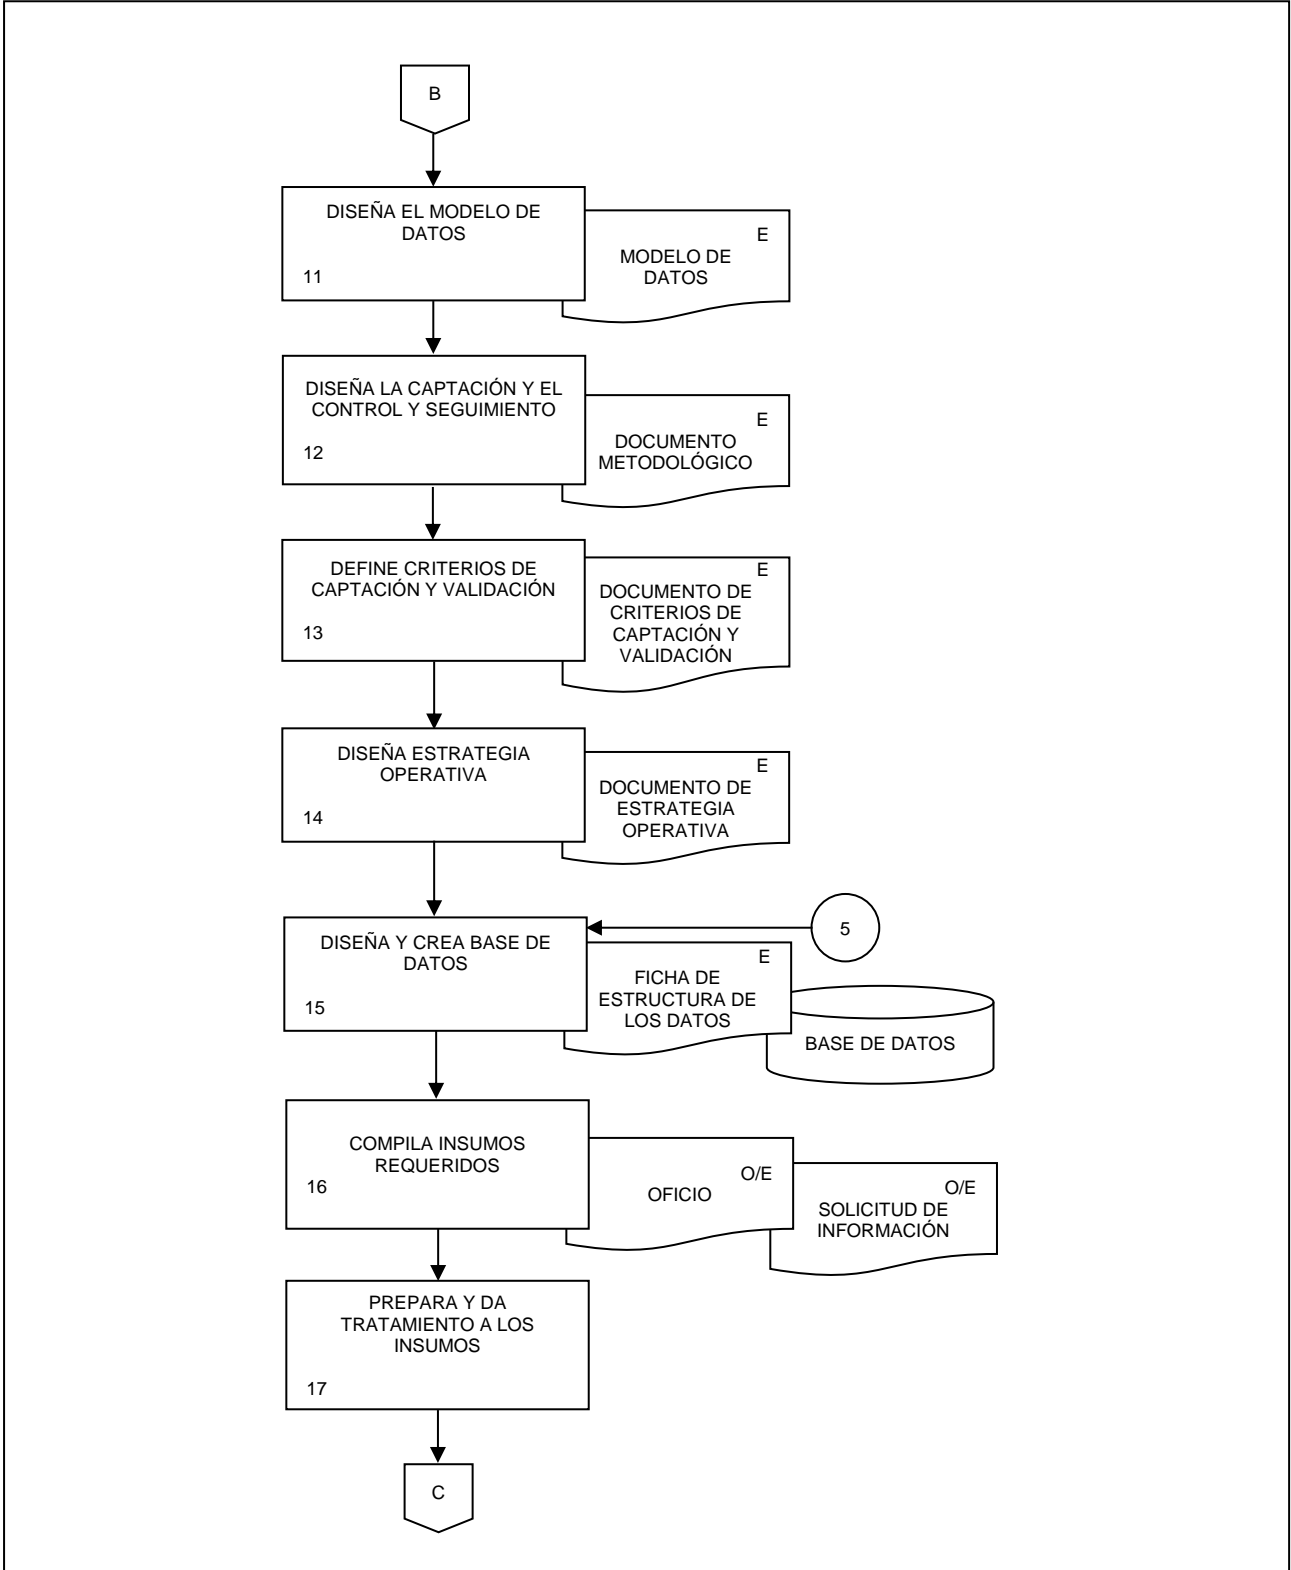 B
DISEÑA EL MODELO DE
DATOS
11
E
MODELO DE
DATOS
DISEÑA LA CAPTACIÓN Y EL
CONTROL Y SEGUIMIENTO
12
E
DOCUMENTO
METODOLÓGICO
DEFINE CRITERIOS DE
CAPTACIÓN Y VALIDACIÓN
13
E
DOCUMENTO DE
CRITERIOS DE
CAPTACIÓN Y
VALIDACIÓN
DISEÑA ESTRATEGIA
OPERATIVA
14
E
DOCUMENTO DE
ESTRATEGIA
OPERATIVA
5
DISEÑA Y CREA BASE DE
DATOS
15
E
FICHA DE
ESTRUCTURA DE
LOS DATOS
BASE DE DATOS
COMPILA INSUMOS
REQUERIDOS
16
O/E
OFICIO
O/E
SOLICITUD DE
INFORMACIÓN
PREPARA Y DA
TRATAMIENTO A LOS
INSUMOS
17
C